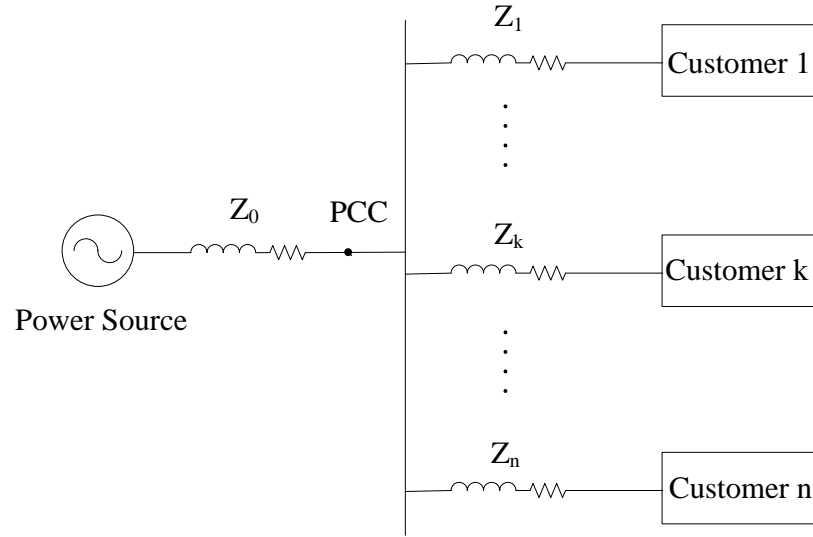 Z1
Customer 1
Z0
PCC
Zk
Customer k
Power Source
Zn
Customer n